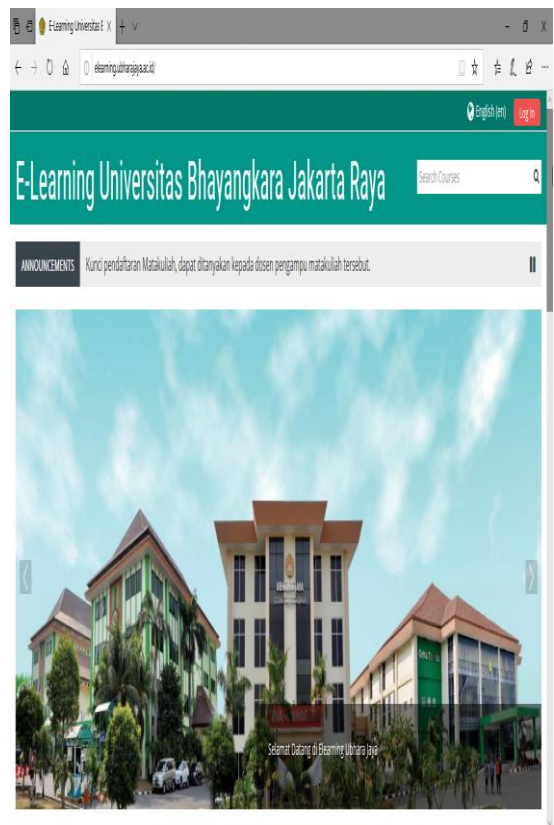 E-Learning Universitas E
elearning.ubharajaya.ac.id/
English (en) Log In
E-Learning Universitas Bhayangkara Jakarta Raya
Search Courses
ANNOUNCEMENTS Kunci pendaftaran Matakuliah, dapat ditanyakan kepada dosen pengampu matakuliah tersebut.
Selamat Datang di Elearning Ubhara Jaya